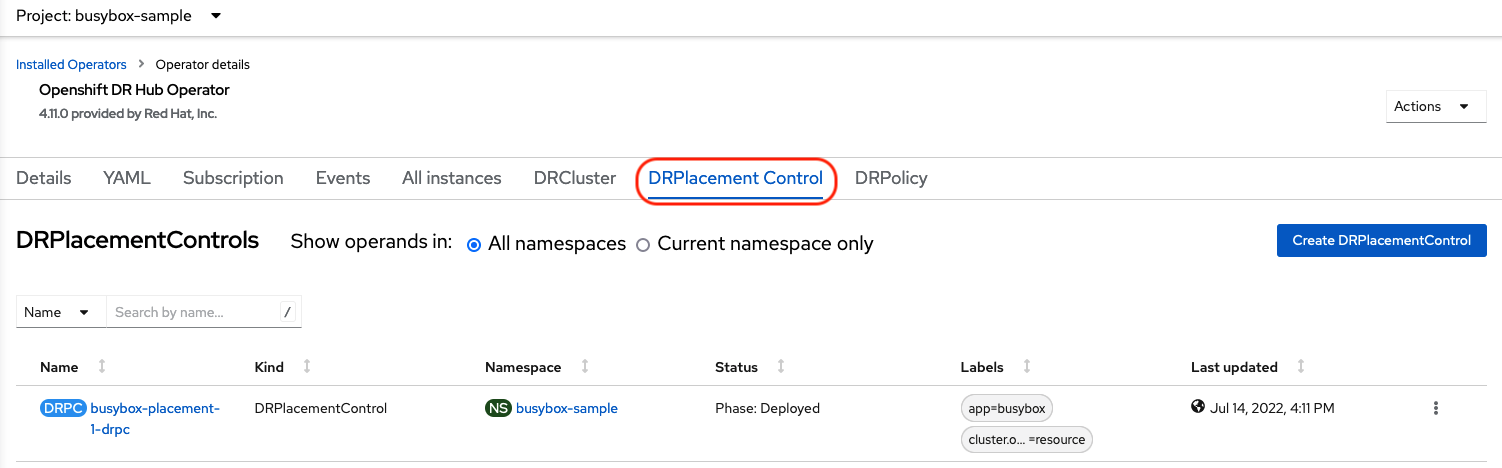 Project: busybox-sample
Installed Operators > Operator details
Openshift DR Hub Operator
4.11.0 provided by Red Hat, Inc.
Actions
Details YAML Subscription Events All instances DRCluster DRPlacement Control DRPolicy
DRPlacementControls Show operands in: All namespaces Current namespace only Create DRPlacementControl
Name Search by name... /
Name Kind Namespace Status Labels Last updated
DRPC busybox-placement- DRPlacementControl NS busybox-sample Phase: Deployed app=busybox Jul 14, 2022, 4:11 PM
1-drpc cluster.o... =resource